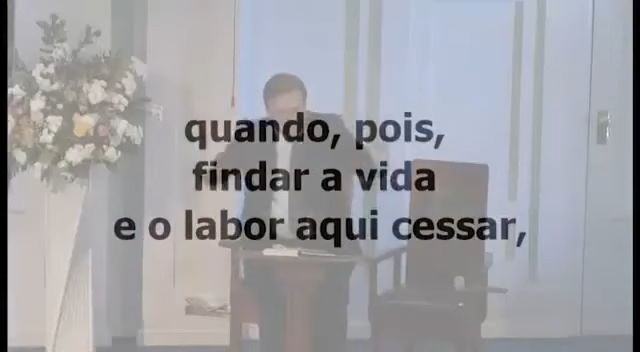 quando, pois,
findar a vida
e o labor aqui cessar,